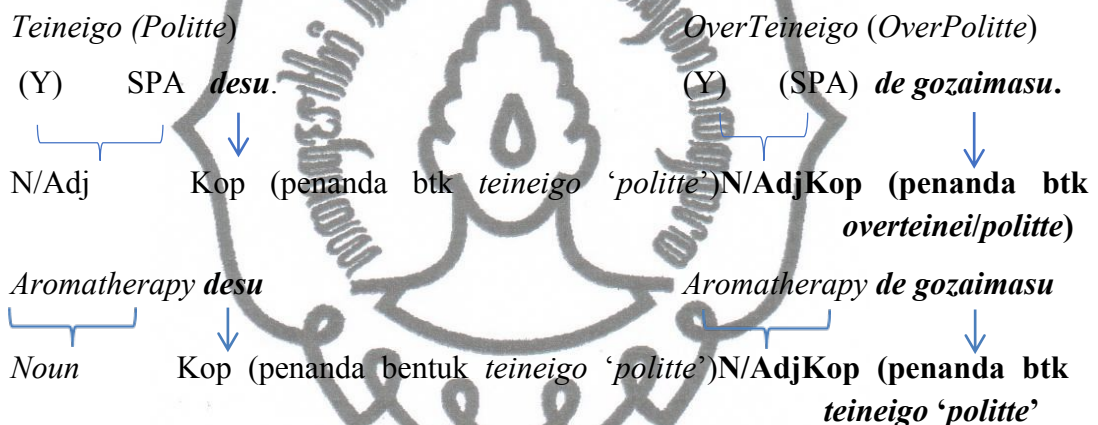 Teineigo (Politte) OverTeineigo (OverPolitte)
(Y) SPA desu. (Y) (SPA) de gozaimasu.
N/Adj Kop (penanda btk teineigo ‘politte’)N/AdjKop (penanda btk
overteinei/politte)
Aromatherapy desu Aromatherapy de gozaimasu
Noun Kop (penanda bentuk teineigo ‘politte’)N/AdjKop (penanda btk
teineigo ‘politte’